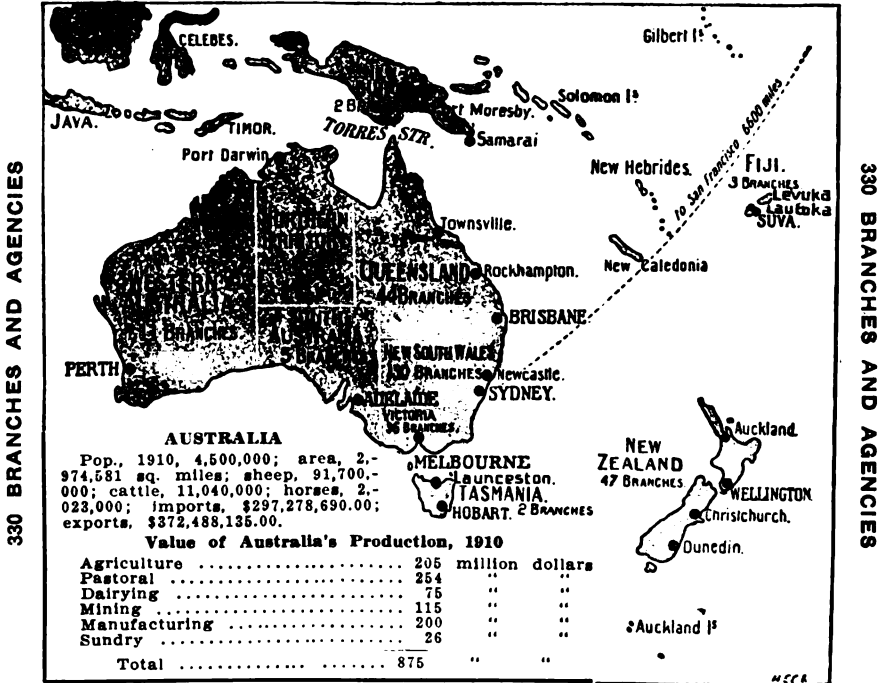 330 BRANCHES AND AGENCIES
CELEBES.
Gilbert Is.
JAVA.
TIMOR.
Moresby.
Solomon Is
TORRES STR.
Samarai
Port Darwin
to San Francisco 6600 miles
New Hebrides.
FIJI.
3 BRANCHES
Levuka
Lautoka
SUVA.
NORTHERN
TERRITORY
Townsville.
QUEENSLAND
44 BRANCHES
Rockhampton.
New Caledonia
WESTERN
AUSTRALIA
BRANCHES
BRISBANE
SOUTH
AUSTRALIA
5 BRANCHES
NEW SOUTH WALES
BRANCHES
Newcastle.
PERTH
SYDNEY.
ADELAIDE
VICTORIA
36 BRANCHES.
MELBOURNE
Launceston.
TASMANIA.
HOBART. 2 BRANCHES
Auckland.
NEW
ZEALAND
47 BRANCHES
WELLINGTON
Christchurch.
Dunedin.
Auckland Is
AUSTRALIA
Pop., 1910, 4,500,000; area, 2,-
974,581 sq. miles; sheep, 91,700,-
000; cattle, 11,040,000; horses, 2,-
023,000; imports, $297,278,690.00;
exports, $372,488,135.00.
Value of Australia's Production, 1910
Agriculture .......................... 205 million dollars
Pastoral .............................. 254 " "
Dairying .............................. 75 " "
Mining ................................ 115 " "
Manufacturing ...................... 200 " "
Sundry ................................ 26 " "
Total ............. ........ 875 " "
330 BRANCHES AND AGENCIES